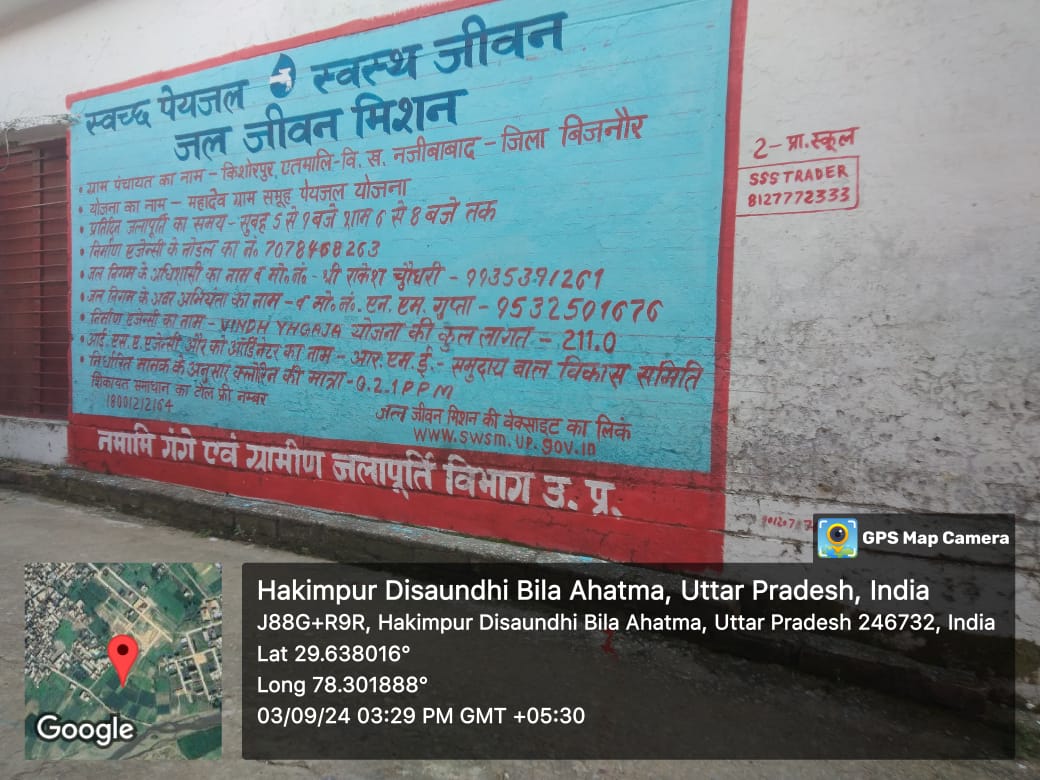 स्वच्छ पेयजल स्वस्थ जीवन
जल जीवन मिशन
• ग्राम पंचायत का नाम – किशोरपुर, एतमालि-वि. ख. नजीबाबाद – जिला बिजनौर
• योजना का नाम – महादेव ग्राम समूह पेयजल योजना
• प्रतिदिन जलापूर्ति का समय – सुबह 5 से 9 बजे शाम 6 से 8 बजे तक
• निर्माण एजेन्सी के नोडल का नं० 7078468263
• जल निगम के अधिशासी का नाम व मो०नं०- श्री राकेश चौधरी - 9935391261
• जल निगम के अवर अभियंता का नाम – व मो०नं०. एन. एम. गुप्ता - 9532501676
• निर्माण एजेन्सी का नाम – VINDH YHGAJA योजना की कुल लागत – 211.0
• आई. एस. ए. एजेन्सी और को ऑर्डिनेटर का नाम – आर. एम. ई.- समुदाय बाल विकास समिति
• निर्धारित मानक के अनुसार क्लोरिन की मात्रा - 0.2.1 PPM
शिकायत समाधान का टोल फ्री नम्बर
18001212164
जल जीवन मिशन की वेक्साइट का लिकं
www.swsm.up.gov.in
नमामि गंगे एवं ग्रामीण जलापूर्ति विभाग उ. प्र.
2- प्रा. स्कूल
SSS TRADER
8127772333
GPS Map Camera
Hakimpur Disaundhi Bila Ahatma, Uttar Pradesh, India
J88G+R9R, Hakimpur Disaundhi Bila Ahatma, Uttar Pradesh 246732, India
Lat 29.638016°
Long 78.301888°
03/09/24 03:29 PM GMT +05:30
Google